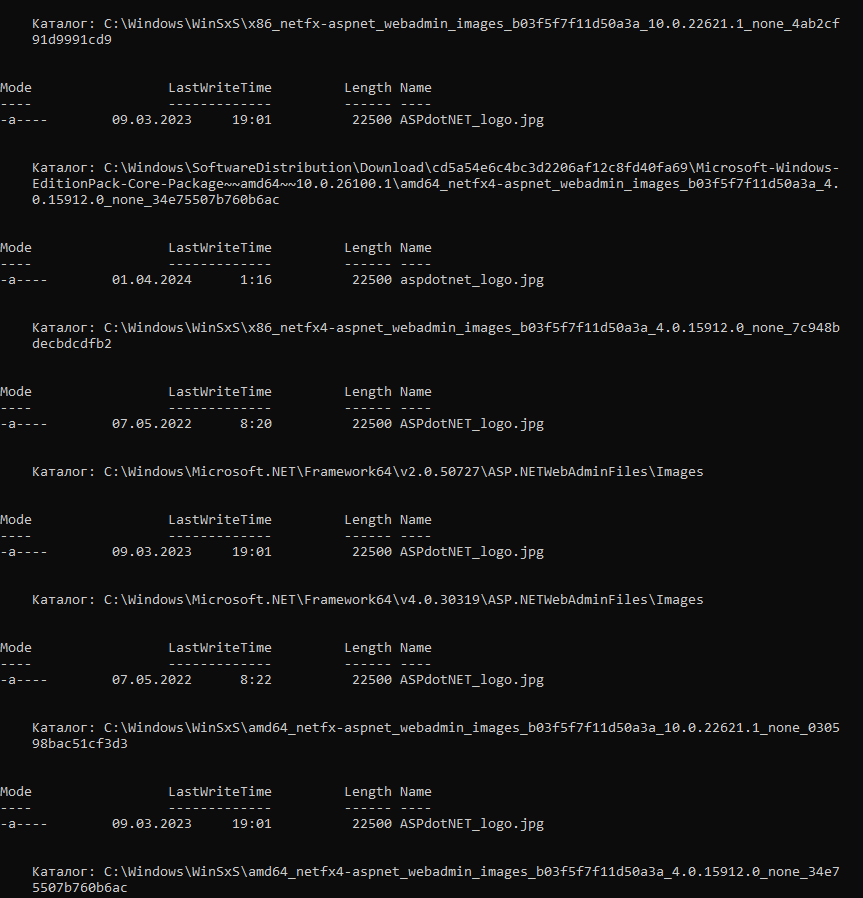 Каталог: C:\Windows\WinSxS\x86_netfx-aspnet_webadmin_images_b03f5f7f11d50a3a_10.0.22621.1_none_4ab2cf
91d9991cd9
Mode LastWriteTime Length Name
---- ------------- ------ ----
-a---- 09.03.2023 19:01 22500 ASPdotNET_logo.jpg
Каталог: C:\Windows\SoftwareDistribution\Download\cd5a54e6c4bc3d2206af12c8fd40fa69\Microsoft-Windows-
EditionPack-Core-Package~~amd64~~10.0.26100.1\amd64_netfx4-aspnet_webadmin_images_b03f5f7f11d50a3a_4.
0.15912.0_none_34e75507b760b6ac
Mode LastWriteTime Length Name
---- ------------- ------ ----
-a---- 01.04.2024 1:16 22500 aspdotnet_logo.jpg
Каталог: C:\Windows\WinSxS\x86_netfx4-aspnet_webadmin_images_b03f5f7f11d50a3a_4.0.15912.0_none_7c948b
decbdcdfb2
Mode LastWriteTime Length Name
---- ------------- ------ ----
-a---- 07.05.2022 8:20 22500 ASPdotNET_logo.jpg
Каталог: C:\Windows\Microsoft.NET\Framework64\v2.0.50727\ASP.NETWebAdminFiles\Images
Mode LastWriteTime Length Name
---- ------------- ------ ----
-a---- 09.03.2023 19:01 22500 ASPdotNET_logo.jpg
Каталог: C:\Windows\Microsoft.NET\Framework64\v4.0.30319\ASP.NETWebAdminFiles\Images
Mode LastWriteTime Length Name
---- ------------- ------ ----
-a---- 07.05.2022 8:22 22500 ASPdotNET_logo.jpg
Каталог: C:\Windows\WinSxS\amd64_netfx-aspnet_webadmin_images_b03f5f7f11d50a3a_10.0.22621.1_none_0305
98bac51cf3d3
Mode LastWriteTime Length Name
---- ------------- ------ ----
-a---- 09.03.2023 19:01 22500 ASPdotNET_logo.jpg
Каталог: C:\Windows\WinSxS\amd64_netfx4-aspnet_webadmin_images_b03f5f7f11d50a3a_4.0.15912.0_none_34e7
5507b760b6ac